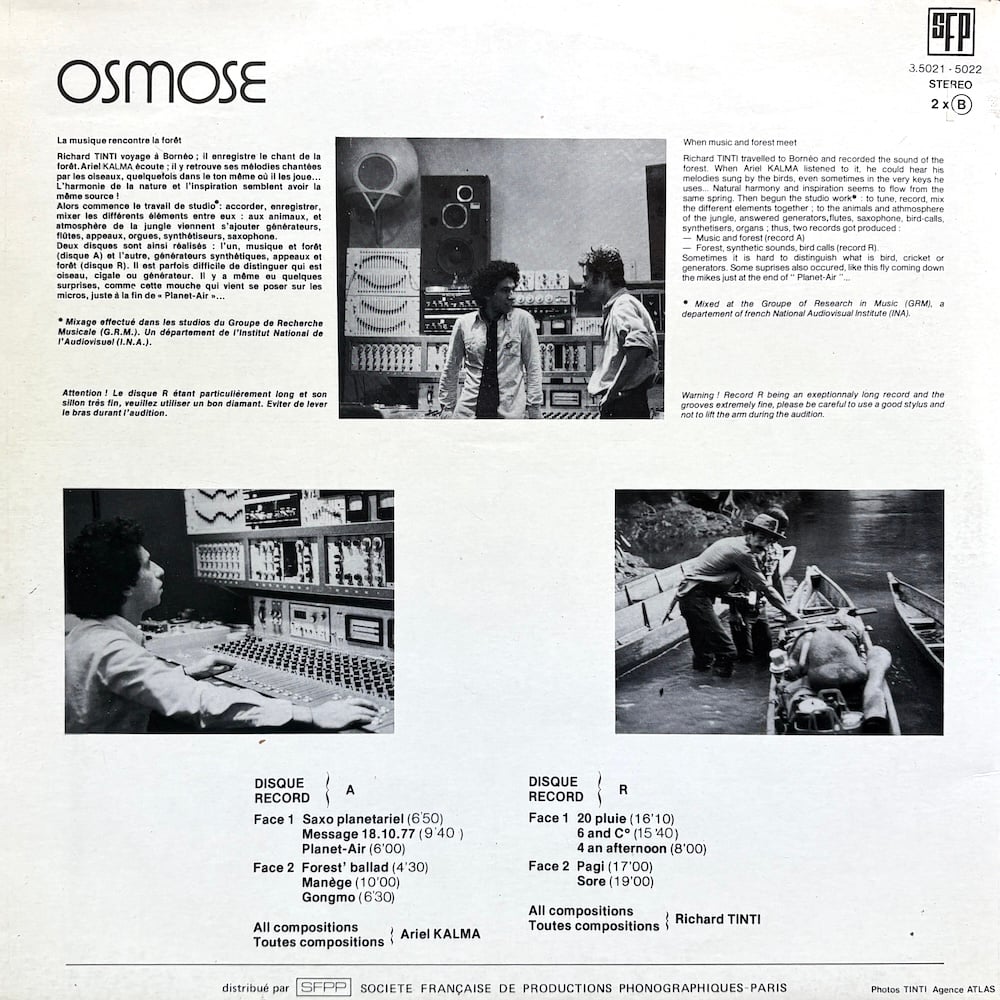 SFP
3.5021 - 5022
STEREO
2 x B
OSMOSE
La musique rencontre la forêt
Richard TINTI voyage à Bornéo ; il enregistre le chant de la
forêt. Ariel KALMA écoute ; il y retrouve ses mélodies chantées
par les oiseaux, quelquefois dans le ton même où il les joue...
L'harmonie de la nature et l'inspiration semblent avoir la
même source !
Alors commence le travail de studio* : accorder, enregistrer,
mixer les différents éléments entre eux : aux animaux, et
atmosphère de la jungle viennent s'ajouter générateurs,
flûtes, appeaux, orgues, synthétiseurs, saxophone.
Deux disques sont ainsi réalisés : l'un, musique et forêt
(disque A) et l'autre, générateurs synthétiques, appeaux et
forêt (disque R). Il est parfois difficile de distinguer qui est
oiseau, cigale ou générateur. Il y a même eu quelques
surprises, comme cette mouche qui vient se poser sur les
micros, juste à la fin de « Planet-Air »...
* Mixage effectué dans les studios du Groupe de Recherche
Musicale (G.R.M.). Un département de l'Institut National de
l'Audiovisuel (I.N.A.).
Attention ! Le disque R étant particulièrement long et son
sillon trés fin, veuillez utiliser un bon diamant. Eviter de lever
le bras durant l'audition.
When music and forest meet
Richard TINTI travelled to Bornéo and recorded the sound of the
forest. When Ariel KALMA listened to it, he could hear his
melodies sung by the birds, even sometimes in the very keys he
uses... Natural harmony and inspiration seems to flow from the
same spring. Then begun the studio work* : to tune, record, mix
the different elements together ; to the animals and athmosphere
of the jungle, answered generators, flutes, saxophone, bird-calls,
synthetisers, organs ; thus, two records got produced :
— Music and forest (record A)
— Forest, synthetic sounds, bird calls (record R).
Sometimes it is hard to distinguish what is bird, cricket or
generators. Some suprises also occured, like this fly coming down
the mikes just at the end of " Planet-Air "...
* Mixed at the Groupe of Research in Music (GRM), a
departement of french National Audiovisual Institute (INA).
Warning ! Record R being an exeptionnaly long record and the
grooves extremely fine, please be careful to use a good stylus and
not to lift the arm during the audition.
DISQUE
RECORD A
Face 1 Saxo planetariel (6'50)
Message 18.10.77 (9'40 )
Planet-Air (6'00)
Face 2 Forest' ballad (4'30)
Manège (10'00)
Gongmo (6'30)
All compositions
Toutes compositions Ariel KALMA
DISQUE
RECORD R
Face 1 20 pluie (16'10)
6 and C° (15'40)
4 an afternoon (8'00)
Face 2 Pagi (17'00)
Sore (19'00)
All compositions
Toutes compositions Richard TINTI
distribué par SFPP SOCIETE FRANÇAISE DE PRODUCTIONS PHONOGRAPHIQUES-PARIS
Photos TINTI Agence ATLAS